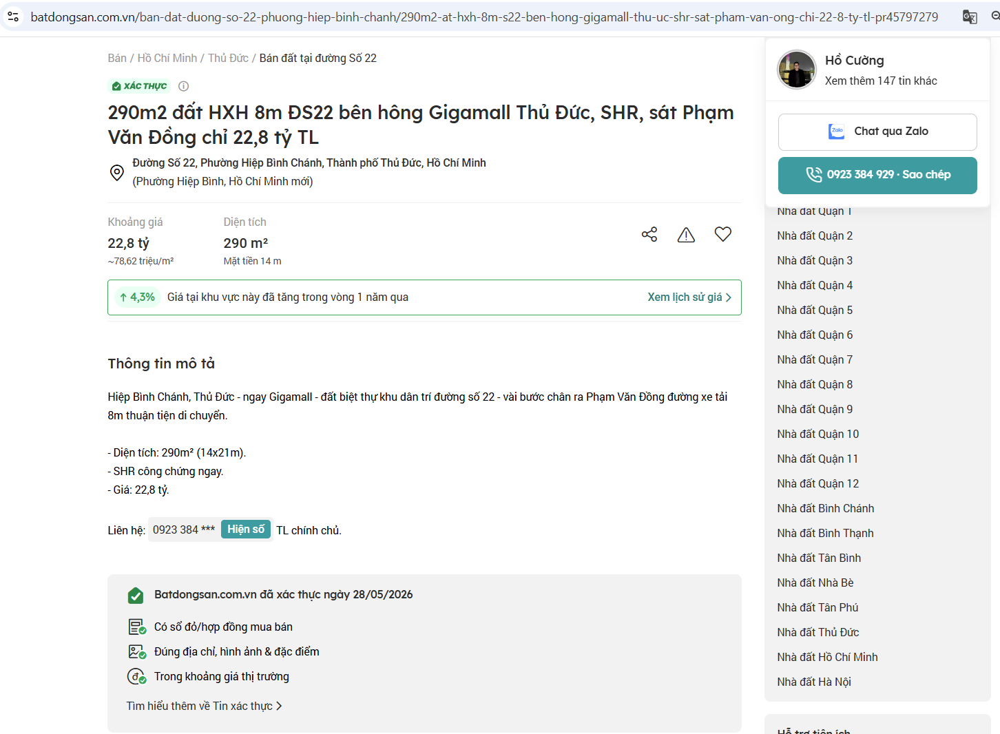 batdongsan.com.vn/ban-dat-duong-so-22-phuong-hiep-binh-chanh/290m2-at-hxh-8m-s22-ben-hong-gigamall-thu-uc-shr-sat-pham-van-ong-chi-22-8-ty-tl-pr45797279
Bán / Hồ Chí Minh / Thủ Đức / Bán đất tại đường Số 22
XÁC THỰC
290m2 đất HXH 8m ĐS22 bên hông Gigamall Thủ Đức, SHR, sát Phạm
Văn Đồng chỉ 22,8 tỷ TL
Đường Số 22, Phường Hiệp Bình Chánh, Thành phố Thủ Đức, Hồ Chí Minh
(Phường Hiệp Bình, Hồ Chí Minh mới)
Khoảng giá
22,8 tỷ
~78,62 triệu/m²
Diện tích
290 m²
Mặt tiền 14 m
4,3% Giá tại khu vực này đã tăng trong vòng 1 năm qua Xem lịch sử giá
Thông tin mô tả
Hiệp Bình Chánh, Thủ Đức - ngay Gigamall - đất biệt thự khu dân trí đường số 22 - vài bước chân ra Phạm Văn Đồng đường xe tải
8m thuận tiện di chuyển.
- Diện tích: 290m² (14x21m).
- SHR công chứng ngay.
- Giá: 22,8 tỷ.
Liên hệ: 0923 384 *** Hiện số TL chính chủ.
Batdongsan.com.vn đã xác thực ngày 28/05/2026
Có sổ đỏ/hợp đồng mua bán
Đúng địa chỉ, hình ảnh & đặc điểm
Trong khoảng giá thị trường
Tìm hiểu thêm về Tin xác thực
Hồ Cường
Xem thêm 147 tin khác
Zalo Chat qua Zalo
0923 384 929 · Sao chép
Nhà đất Quận 1
Nhà đất Quận 2
Nhà đất Quận 3
Nhà đất Quận 4
Nhà đất Quận 5
Nhà đất Quận 6
Nhà đất Quận 7
Nhà đất Quận 8
Nhà đất Quận 9
Nhà đất Quận 10
Nhà đất Quận 11
Nhà đất Quận 12
Nhà đất Bình Chánh
Nhà đất Bình Thạnh
Nhà đất Tân Bình
Nhà đất Nhà Bè
Nhà đất Tân Phú
Nhà đất Thủ Đức
Nhà đất Hồ Chí Minh
Nhà đất Hà Nội
Hỗ trợ tiện ích